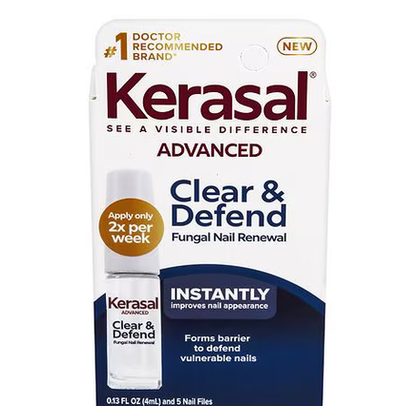 #1 DOCTOR
RECOMMENDED
BRAND*
NEW
Kerasal®
SEE A VISIBLE DIFFERENCE
ADVANCED
Clear &
Defend
Fungal Nail Renewal
Apply only
2x per
week
INSTANTLY
improves nail appearance
Kerasal
ADVANCED
Clear & Defend
Fungal Nail Renewal
Forms barrier
to defend
vulnerable nails
0.13 FL OZ (4mL) and 5 Nail Files